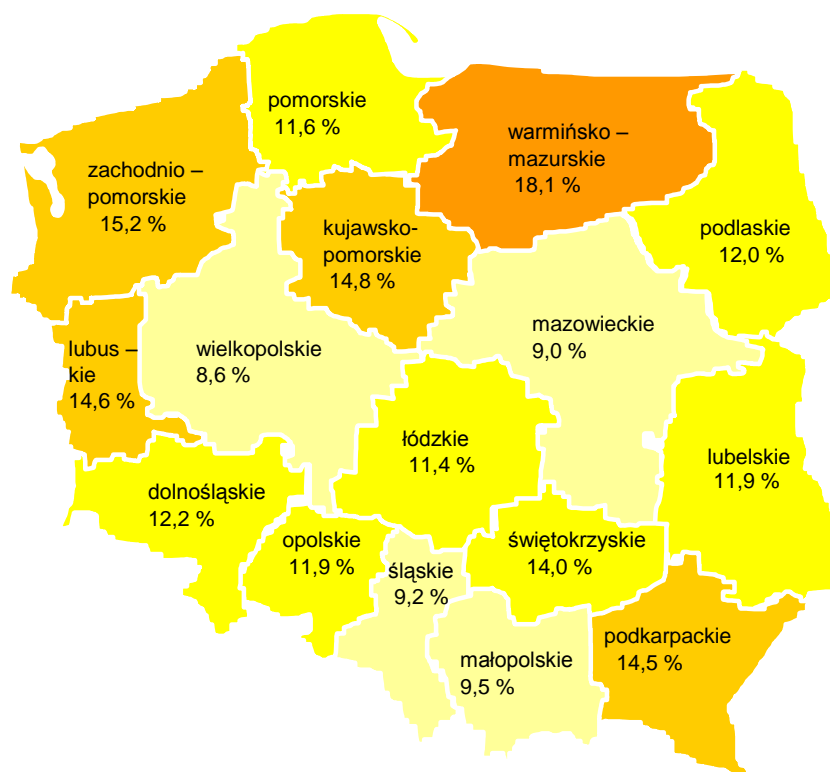 pomorskie
11,6 %
warmińsko –
mazurskie
18,1 %
zachodnio –
pomorskie
15,2 %
kujawsko-
pomorskie
14,8 %
podlaskie
12,0 %
mazowieckie
9,0 %
lubus –
kie
14,6 %
wielkopolskie
8,6 %
łódzkie
11,4 %
lubelskie
11,9 %
dolnośląskie
12,2 %
opolskie
11,9 %
śląskie
9,2 %
świętokrzyskie
14,0 %
małopolskie
9,5 %
podkarpackie
14,5 %